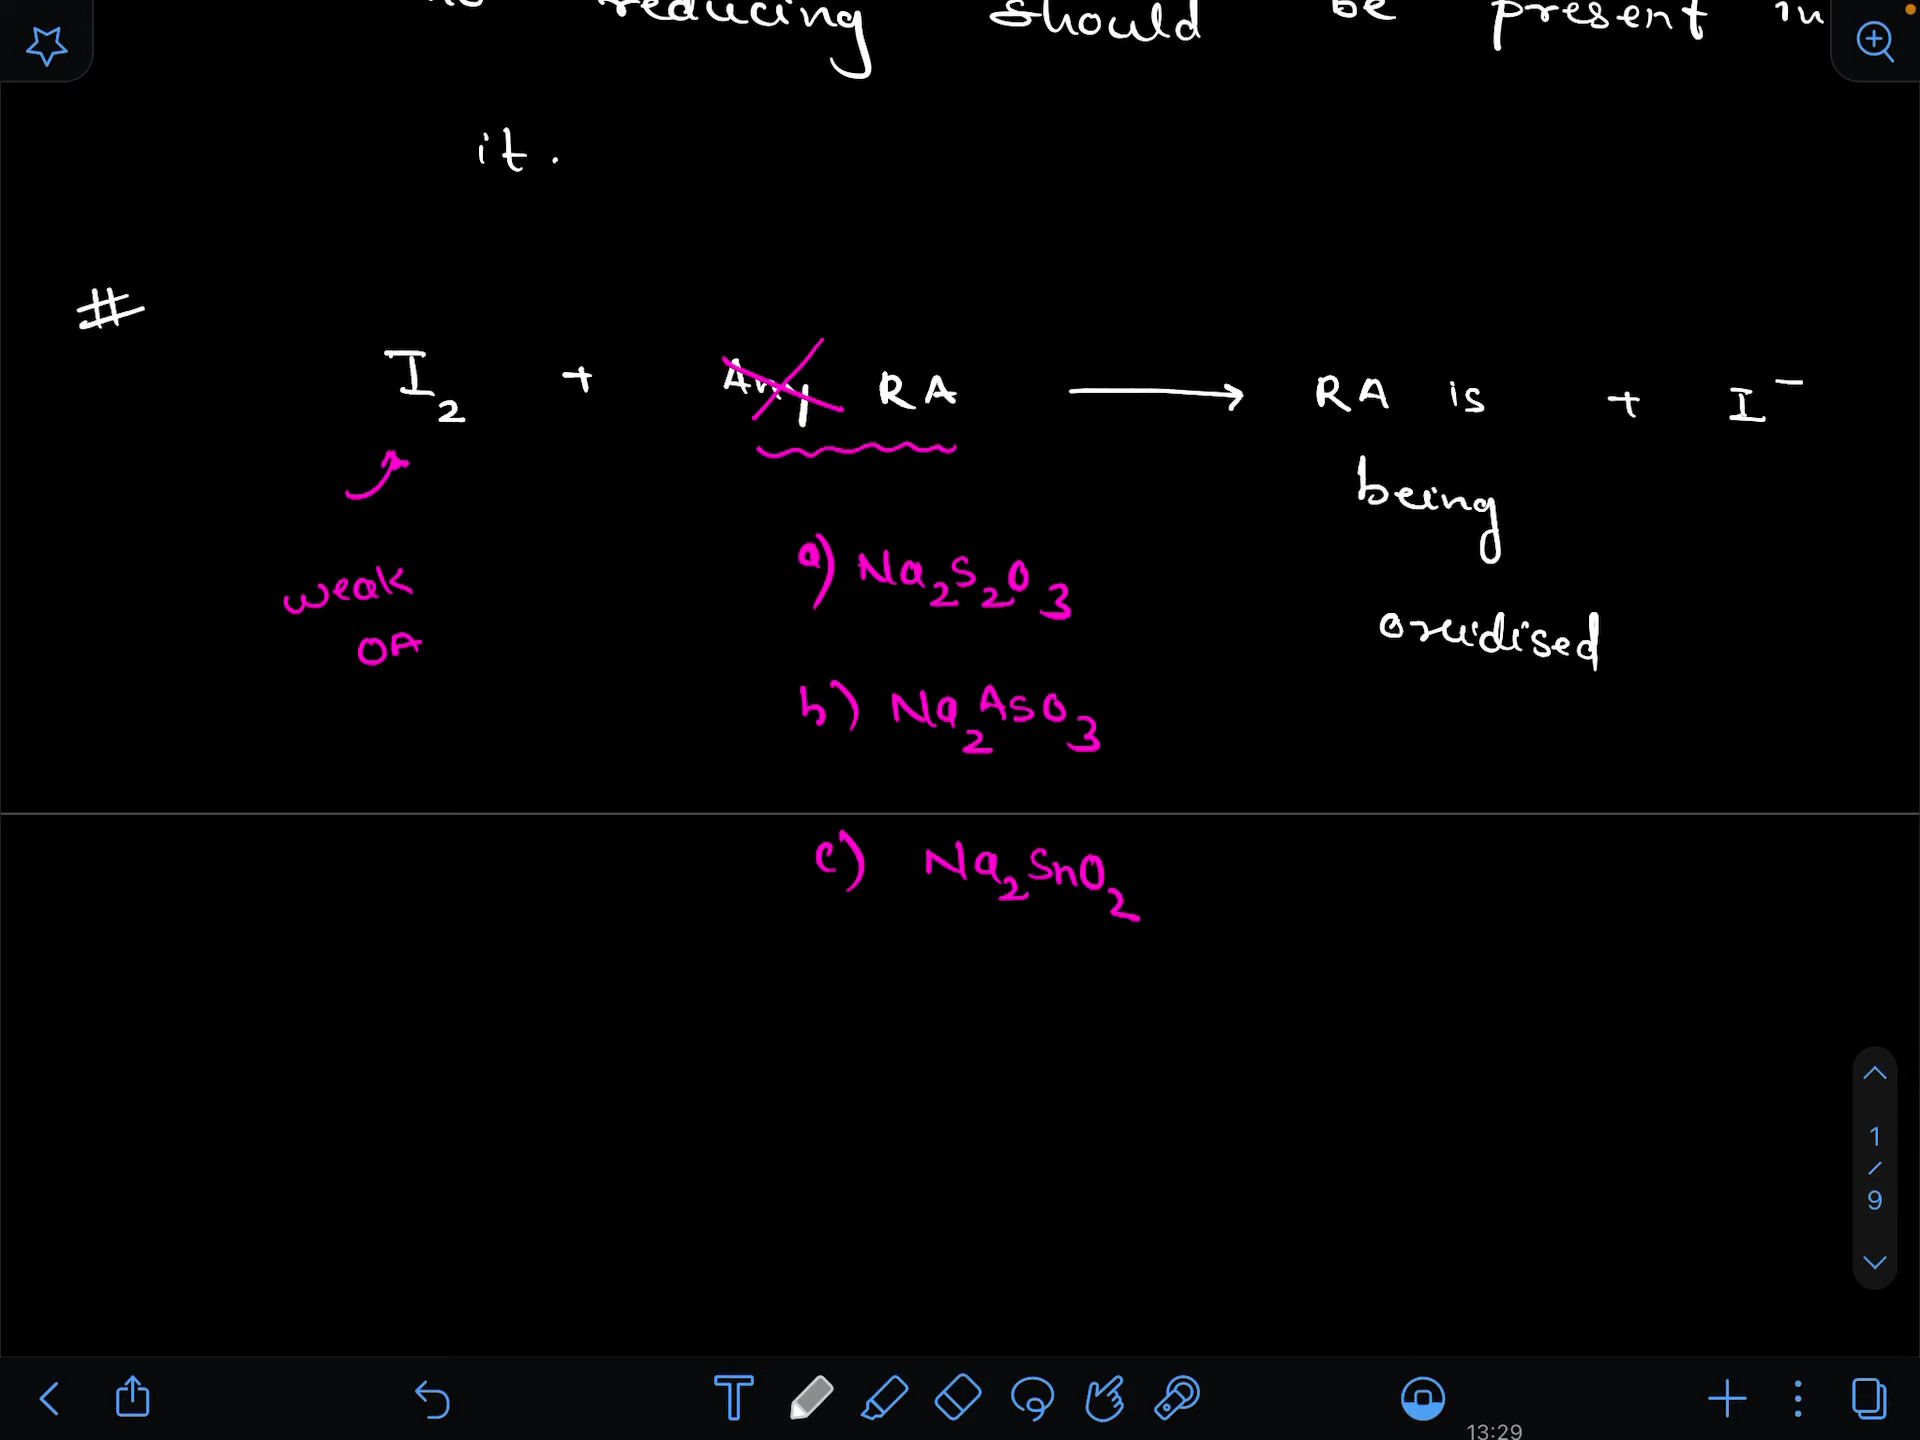 reducing should be present in
it.
#
I₂ + Any RA ⟶ RA is + I⁻
being
oxidised
weak
OA
a) Na₂S₂O₃
b) Na₂AsO₃
c) Na₂SnO₂
1
/
9
T
13:29